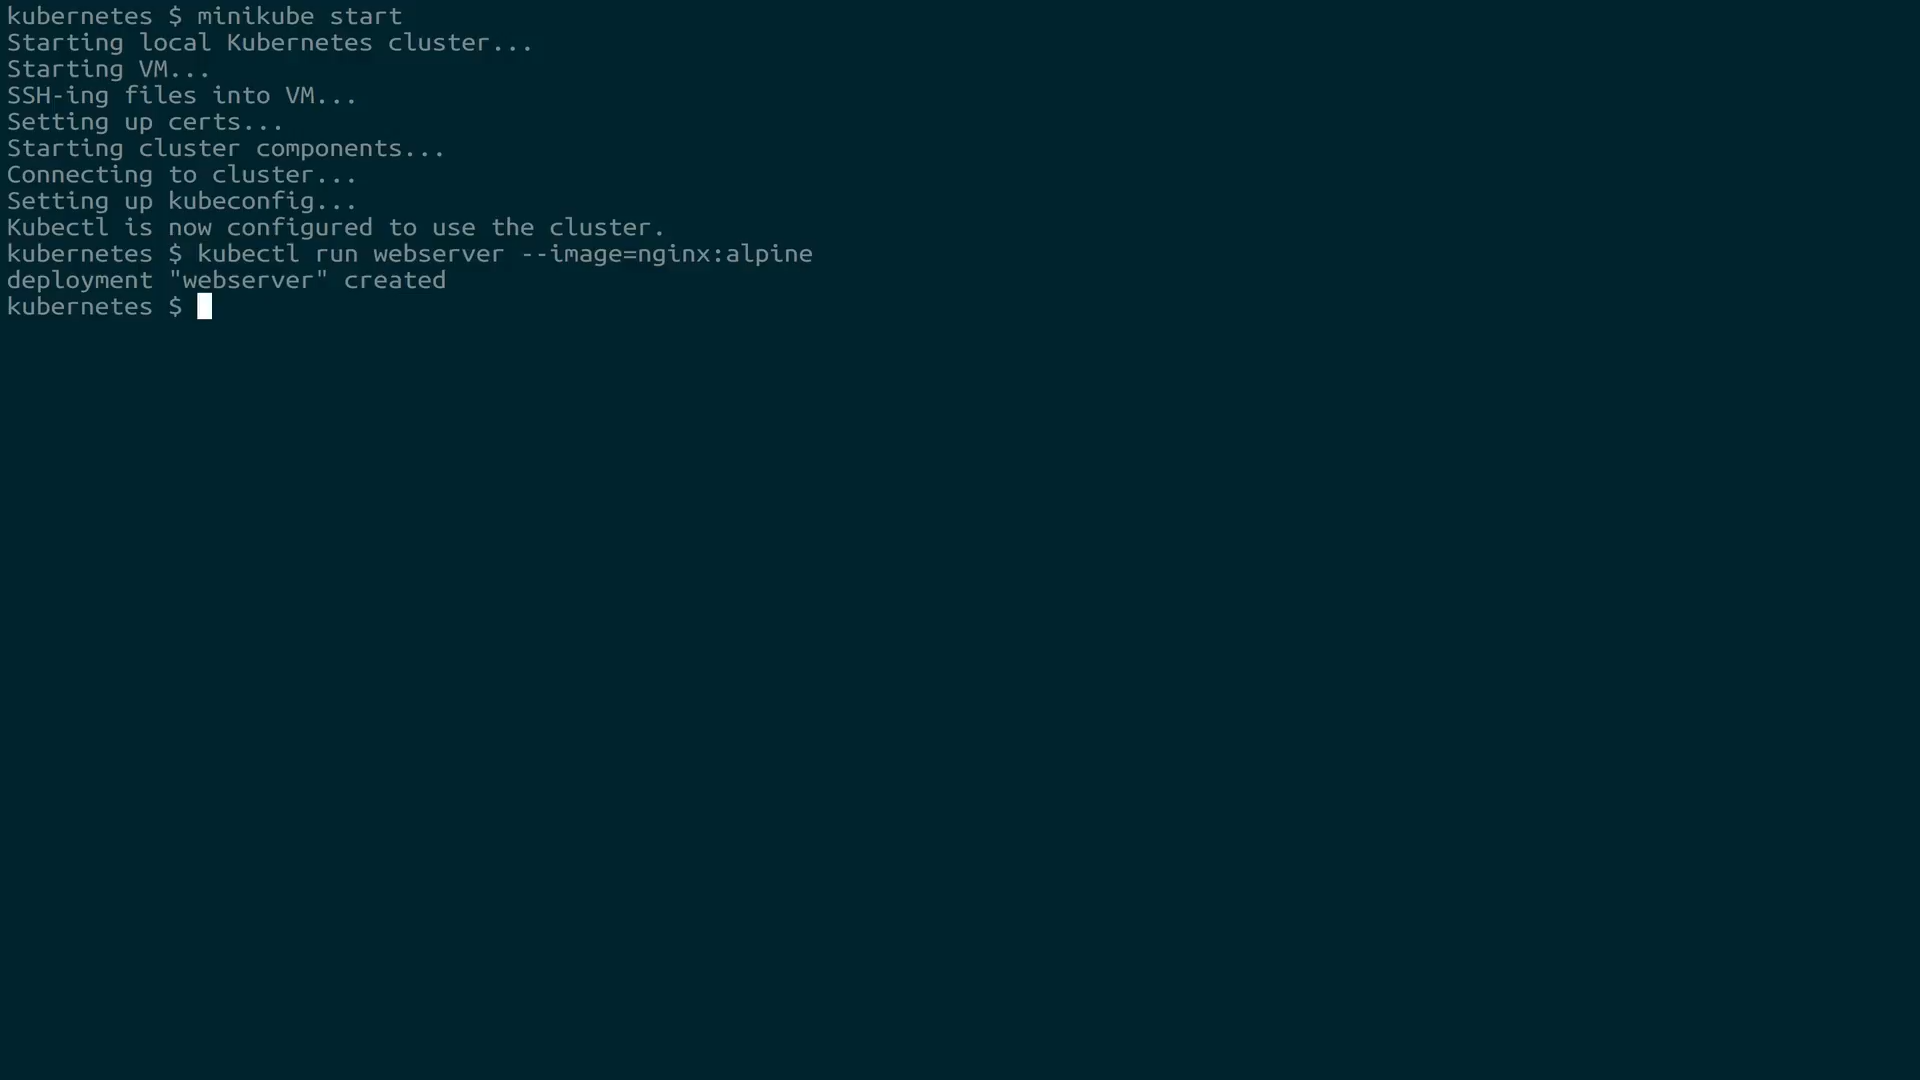 kubernetes $ minikube start
Starting local Kubernetes cluster...
Starting VM...
SSH-ing files into VM...
Setting up certs...
Starting cluster components...
Connecting to cluster...
Setting up kubeconfig...
Kubectl is now configured to use the cluster.
kubernetes $ kubectl run webserver --image=nginx:alpine
deployment "webserver" created
kubernetes $